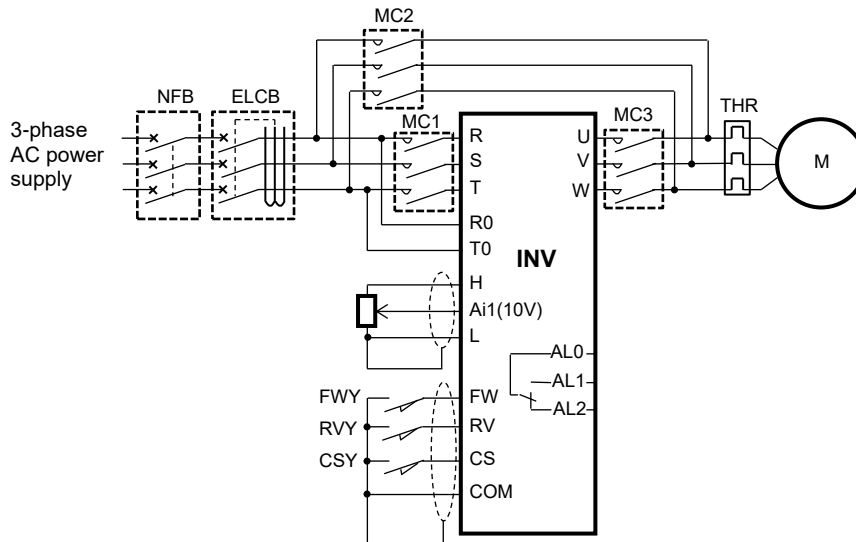 MC2
NFB
ELCB
3-phase
AC power
supply
MC1
MC3
THR
R
S
T
R0
T0
U
V
W
M
INV
H
Ai1(10V)
L
AL0
AL1
AL2
FWY
FW
RVY
RV
CSY
CS
COM